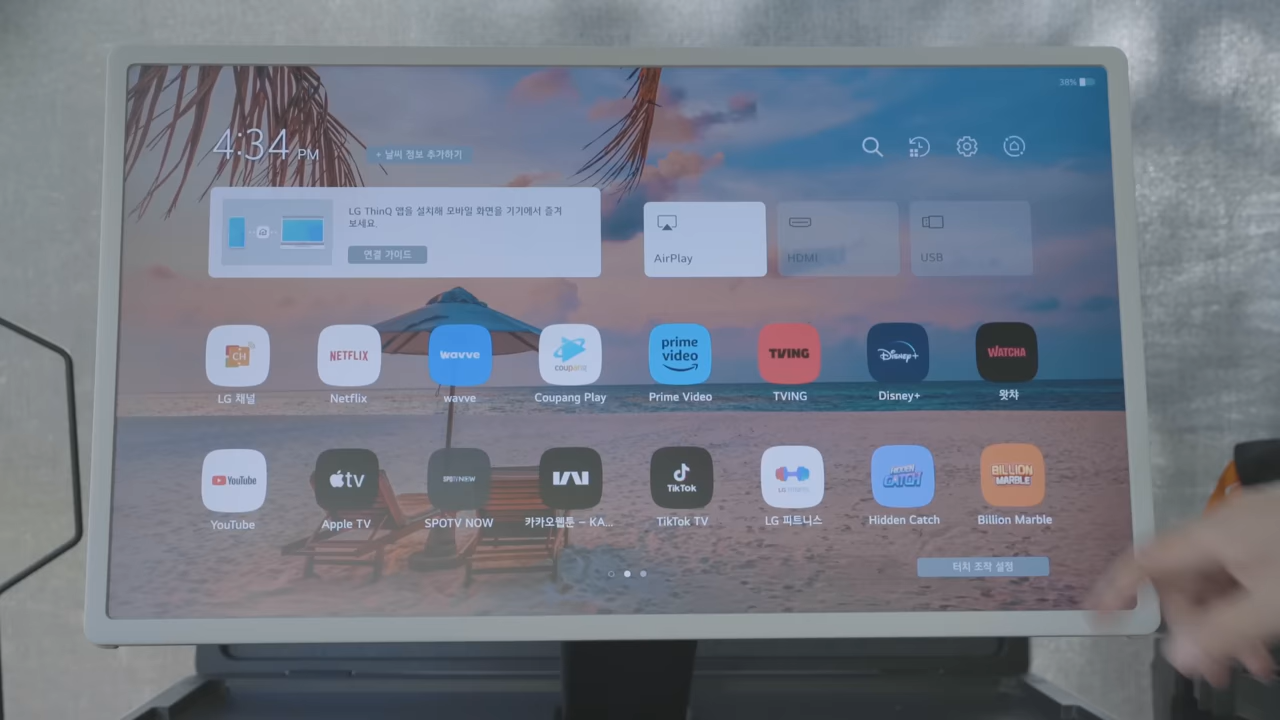 38%
4:34 PM
+ 날씨 정보 추가하기
LG ThinQ 앱을 설치해 모바일 화면을 기기에서 즐겨
보세요.
연결 가이드
AirPlay
HDMI
USB
CH
NETFLIX
wavve
coupang
play
prime
video
TVING
Disney+
WATCHA
LG 채널
Netflix
wavve
Coupang Play
Prime Video
TVING
Disney+
왓챠
YouTube
tv
SPOTV NOW
TikTok
HIDDEN
CATCH
BILLION
MARBLE
YouTube
Apple TV
SPOTV NOW
카카오웹툰 – KA...
TikTok TV
LG 피트니스
Hidden Catch
Billion Marble
터치 조작 설정